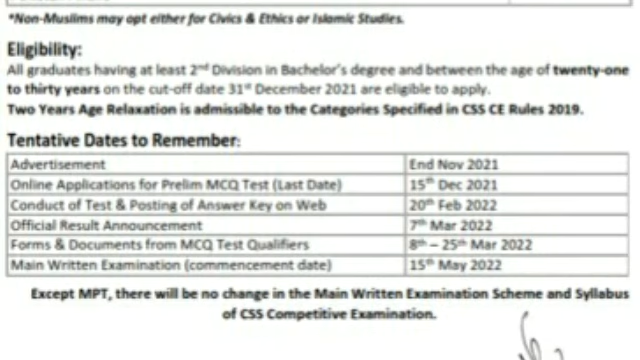 *Non-Muslims may opt either for Civics & Ethics or Islamic Studies.
Eligibility:
All graduates having at least 2nd Division in Bachelor's degree and between the age of twenty-one
to thirty years on the cut-off date 31st December 2021 are eligible to apply.
Two Years Age Relaxation is admissible to the Categories Specified in CSS CE Rules 2019.
Tentative Dates to Remember:
Advertisement End Nov 2021
Online Applications for Prelim MCQ Test (Last Date) 15th Dec 2021
Conduct of Test & Posting of Answer Key on Web 20th Feb 2022
Official Result Announcement 7th Mar 2022
Forms & Documents from MCQ Test Qualifiers 8th – 25th Mar 2022
Main Written Examination (commencement date) 15th May 2022
Except MPT, there will be no change in the Main Written Examination Scheme and Syllabus
of CSS Competitive Examination.